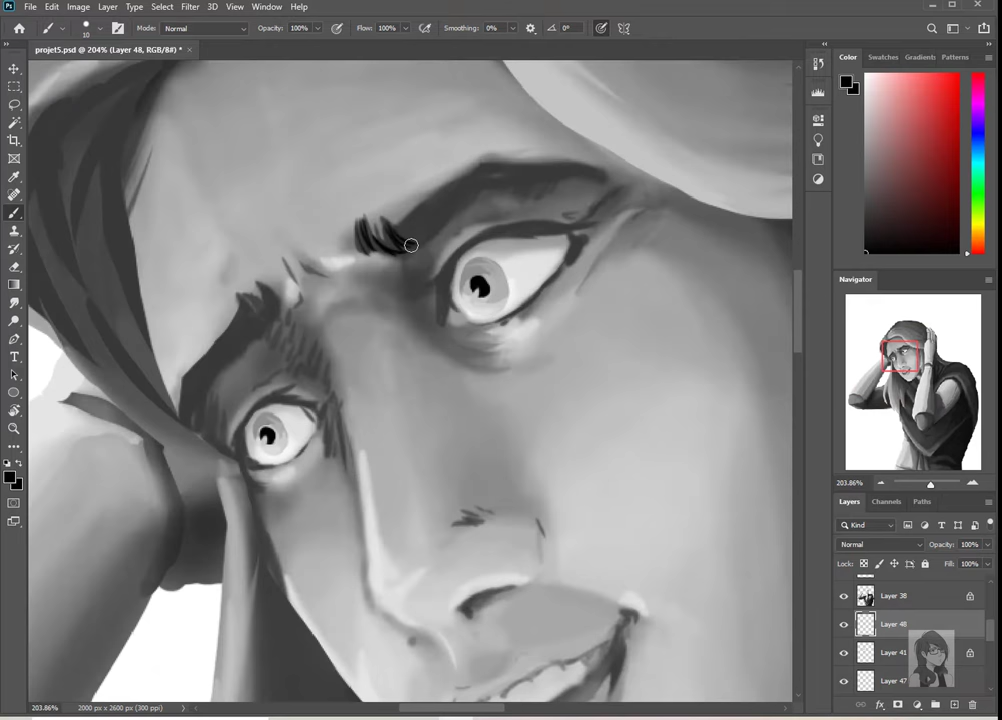 Ps File Edit Image Layer Type Select Filter 3D View Window Help
10 Mode: Normal Opacity: 100% Flow: 100% Smoothing: 0% 0°
projet5.psd @ 204% (Layer 48, RGB/8#) * ×
Color Swatches Gradients Patterns
T
Navigator
203.86%
Layers Channels Paths
Kind
T
Normal Opacity: 100%
Lock: Fill: 100%
Layer 38
Layer 48
Layer 41
Layer 47
fx
203.86% 2000 px x 2600 px (300 ppi)